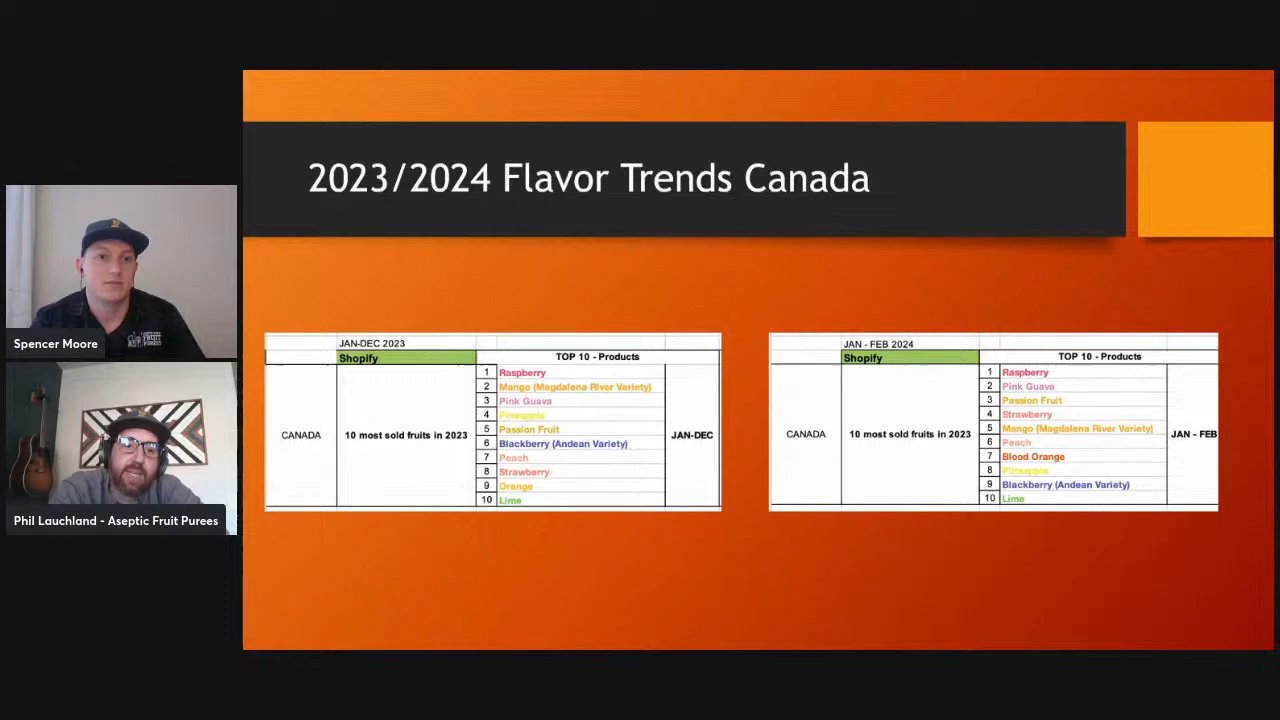 2023/2024 Flavor Trends Canada
Spencer Moore
Phil Lauchland - Aseptic Fruit Purees
JAN-DEC 2023
Shopify
TOP 10 - Products
CANADA
10 most sold fruits in 2023
1 Raspberry
2 Mango (Magdalena River Variety)
3 Pink Guava
4 Pineapple
5 Passion Fruit
6 Blackberry (Andean Variety)
7 Peach
8 Strawberry
9 Orange
10 Lime
JAN-DEC
JAN - FEB 2024
Shopify
TOP 10 - Products
CANADA
10 most sold fruits in 2023
1 Raspberry
2 Pink Guava
3 Passion Fruit
4 Strawberry
5 Mango (Magdalena River Variety)
6 Peach
7 Blood Orange
8 Pineapple
9 Blackberry (Andean Variety)
10 Lime
JAN - FEB